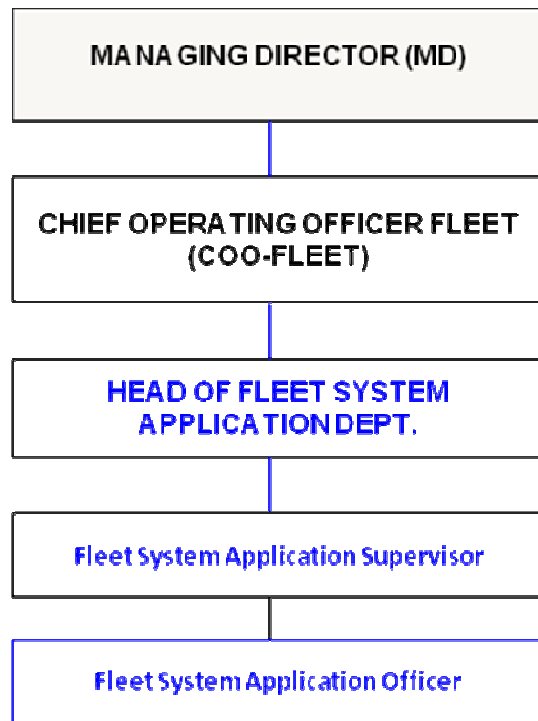 MANAGING DIRECTOR (MD)
CHIEF OPERATING OFFICER FLEET
(COO-FLEET)
HEAD OF FLEET SYSTEM
APPLICATION DEPT.
Fleet System Application Supervisor
Fleet System Application Officer